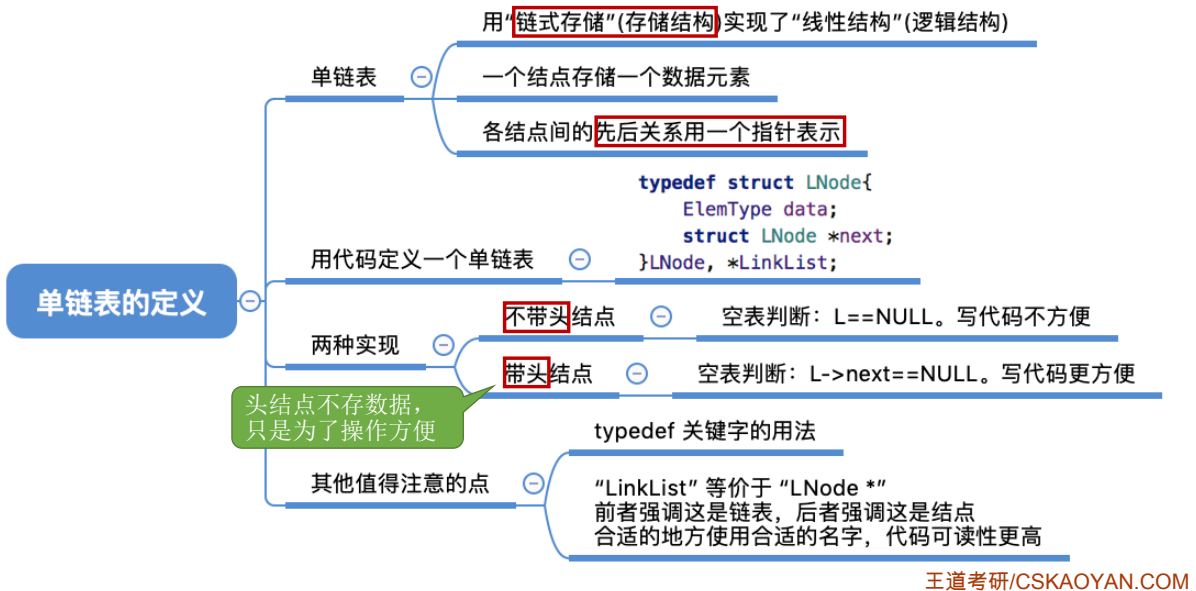 用“链式存储”(存储结构)实现了“线性结构”(逻辑结构)
单链表
一个结点存储一个数据元素
各结点间的先后关系用一个指针表示
typedef struct LNode{
ElemType data;
struct LNode *next;
}LNode, *LinkList;
用代码定义一个单链表
单链表的定义
不带头结点
空表判断：L==NULL。写代码不方便
两种实现
带头结点
空表判断：L->next==NULL。写代码更方便
头结点不存数据，
只是为了操作方便
typedef 关键字的用法
其他值得注意的点
“LinkList” 等价于 “LNode *”
前者强调这是链表，后者强调这是结点
合适的地方使用合适的名字，代码可读性更高
王道考研/CSKAOYAN.COM